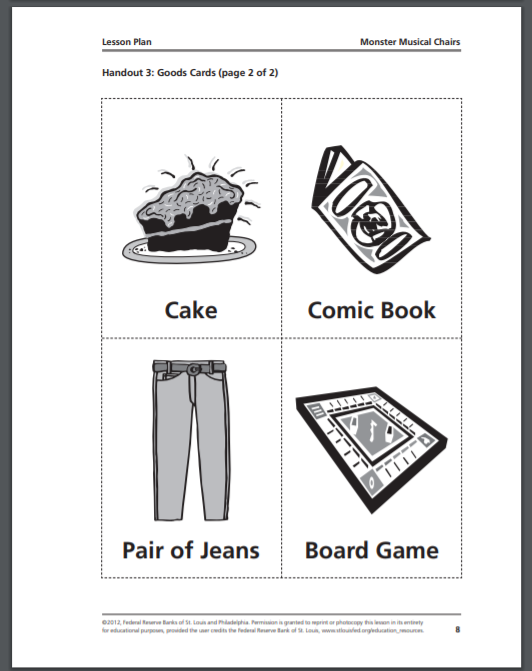 Lesson Plan Monster Musical Chairs
Handout 3: Goods Cards (page 2 of 2)
Cake Comic Book
Pair of Jeans Board Game
©2012, Federal Reserve Banks of St. Louis and Philadelphia. Permission is granted to reprint or photocopy this lesson in its entirety
for educational purposes, provided the user credits the Federal Reserve Bank of St. Louis, www.stlouisfed.org/education_resources. 8